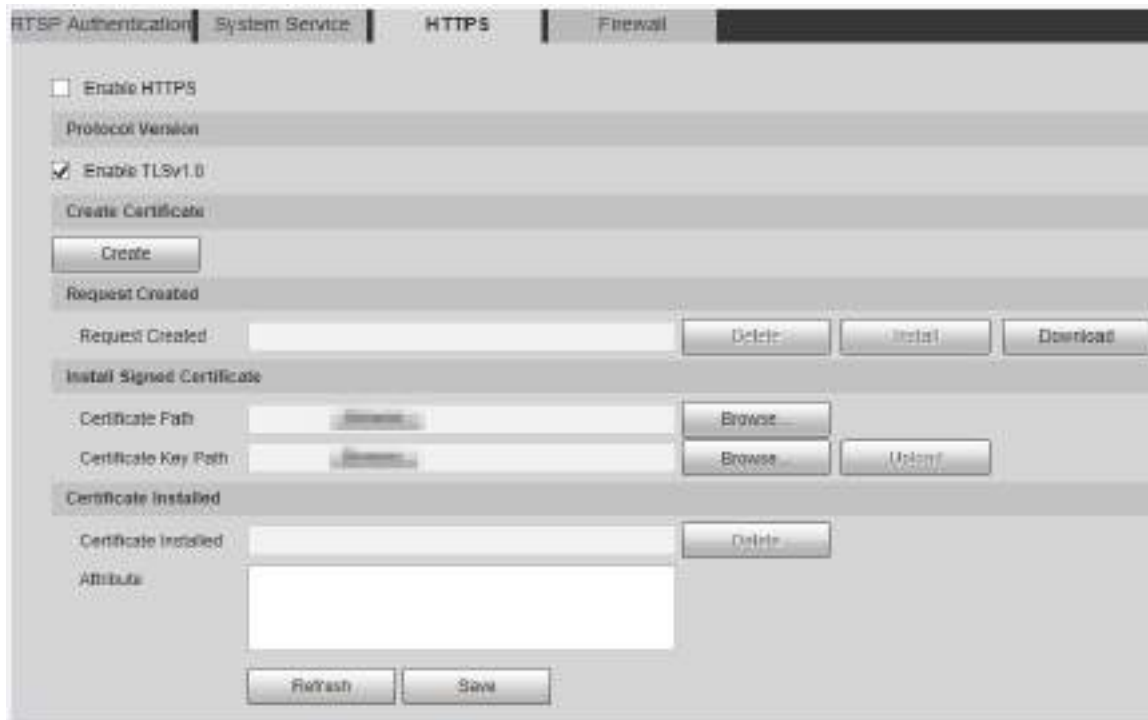 RTSP Authentication System Service HTTPS Firewall
Enable HTTPS
Protocol Version
Enable TLSv1.0
Create Certificate
Create
Request Created
Request Created Delete Install Download
Install Signed Certificate
Certificate Path Browse...
Certificate Key Path Browse... Upload
Certificate Installed
Certificate Installed Delete
Attribute
Refresh Save